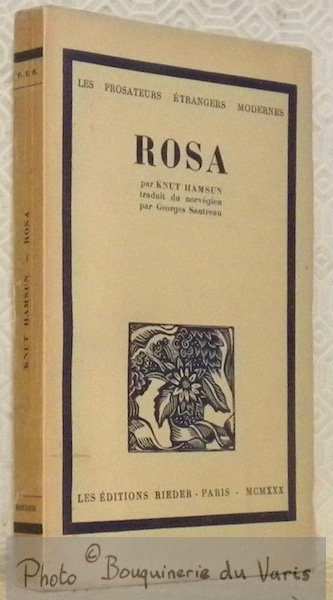 P. E. M.
KNUT HAMSUN — ROSA
LES PROSATEURS ÉTRANGERS MODERNES
ROSA
par KNUT HAMSUN
traduit du norvégien
par Georges Sautreau
LES ÉDITIONS RIEDER - PARIS - MCMXXX
Photo © Bouquinerie du Varis